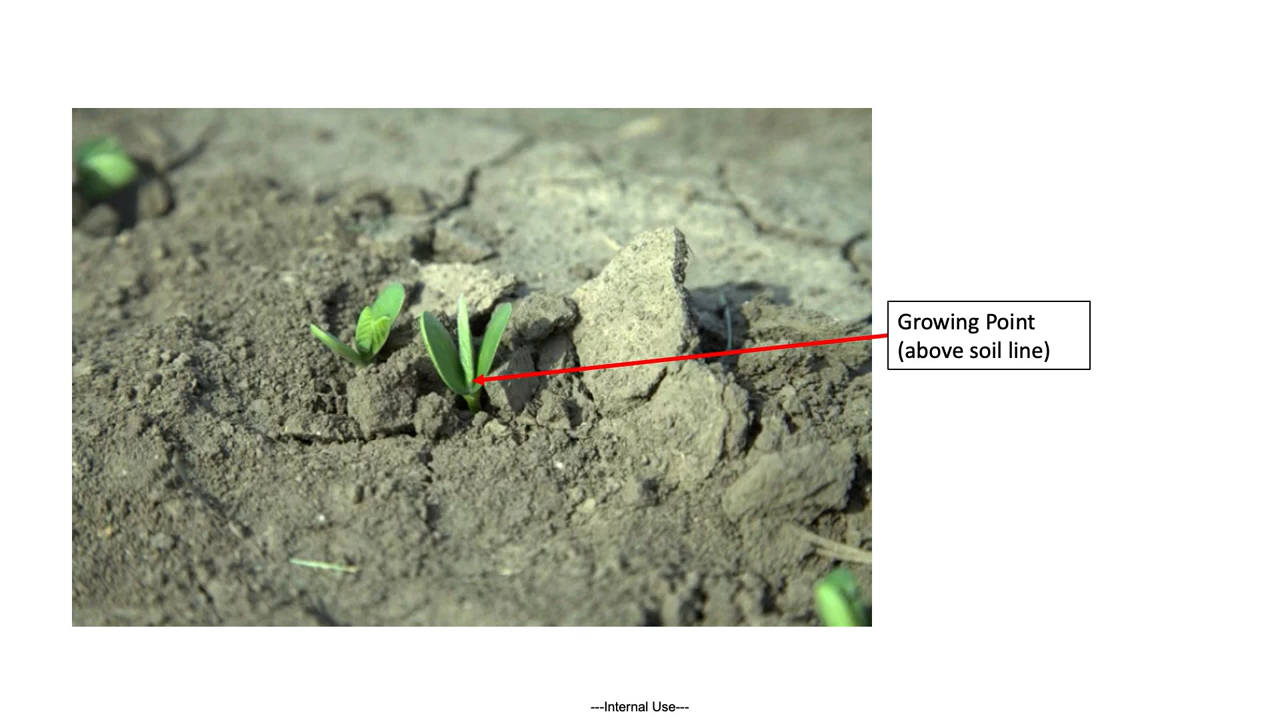 Growing Point
(above soil line)
---Internal Use---